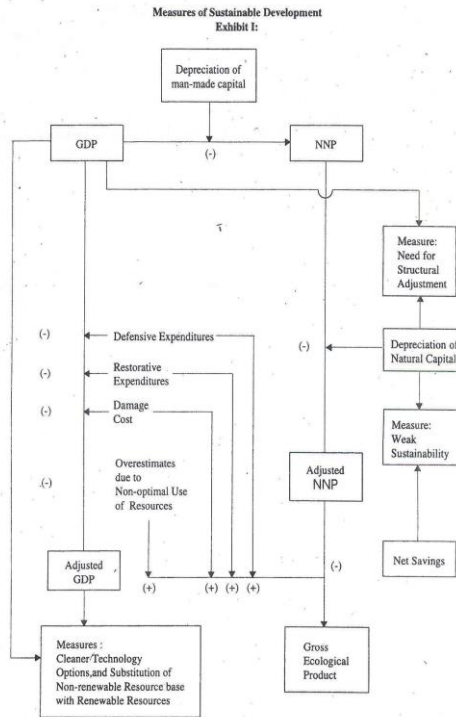 Measures of Sustainable Development
Exhibit I:
Depreciation of
man-made capital
GDP
(-)
NNP
Measure:
Need for
Structural
Adjustment
(-)
Defensive Expenditures
(-)
Depreciation of
Natural Capital
(-)
Restorative
Expenditures
(-)
Damage
Cost
Measure:
Weak
Sustainability
Overestimates
due to
Non-optimal Use
of Resources
(-)
Adjusted
NNP
Adjusted
GDP
(-)
Net Savings
(+)
(+)
(+)
(+)
Measures :
Cleaner/Technology
Options,and Substitution of
Non-renewable Resource base
with Renewable Resources
Gross
Ecological
Product